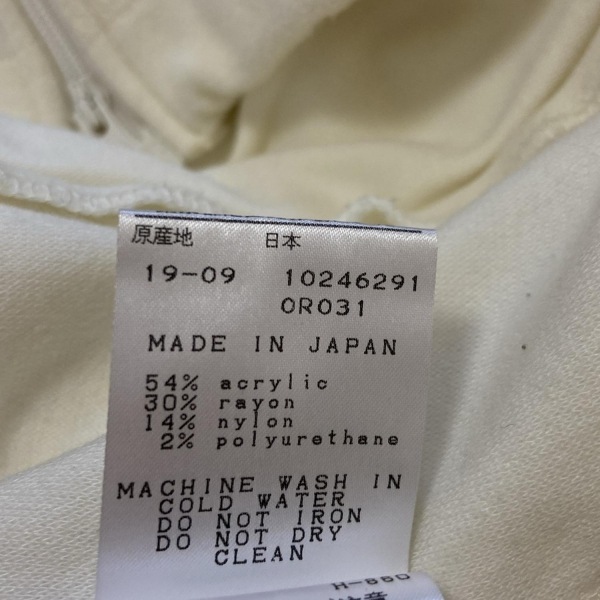 原産地 日本
19-09 10246291
0R031
MADE IN JAPAN
54% acrylic
30% rayon
14% nylon
2% polyurethane
MACHINE WASH IN
COLD WATER
DO NOT IRON
DO NOT DRY
CLEAN